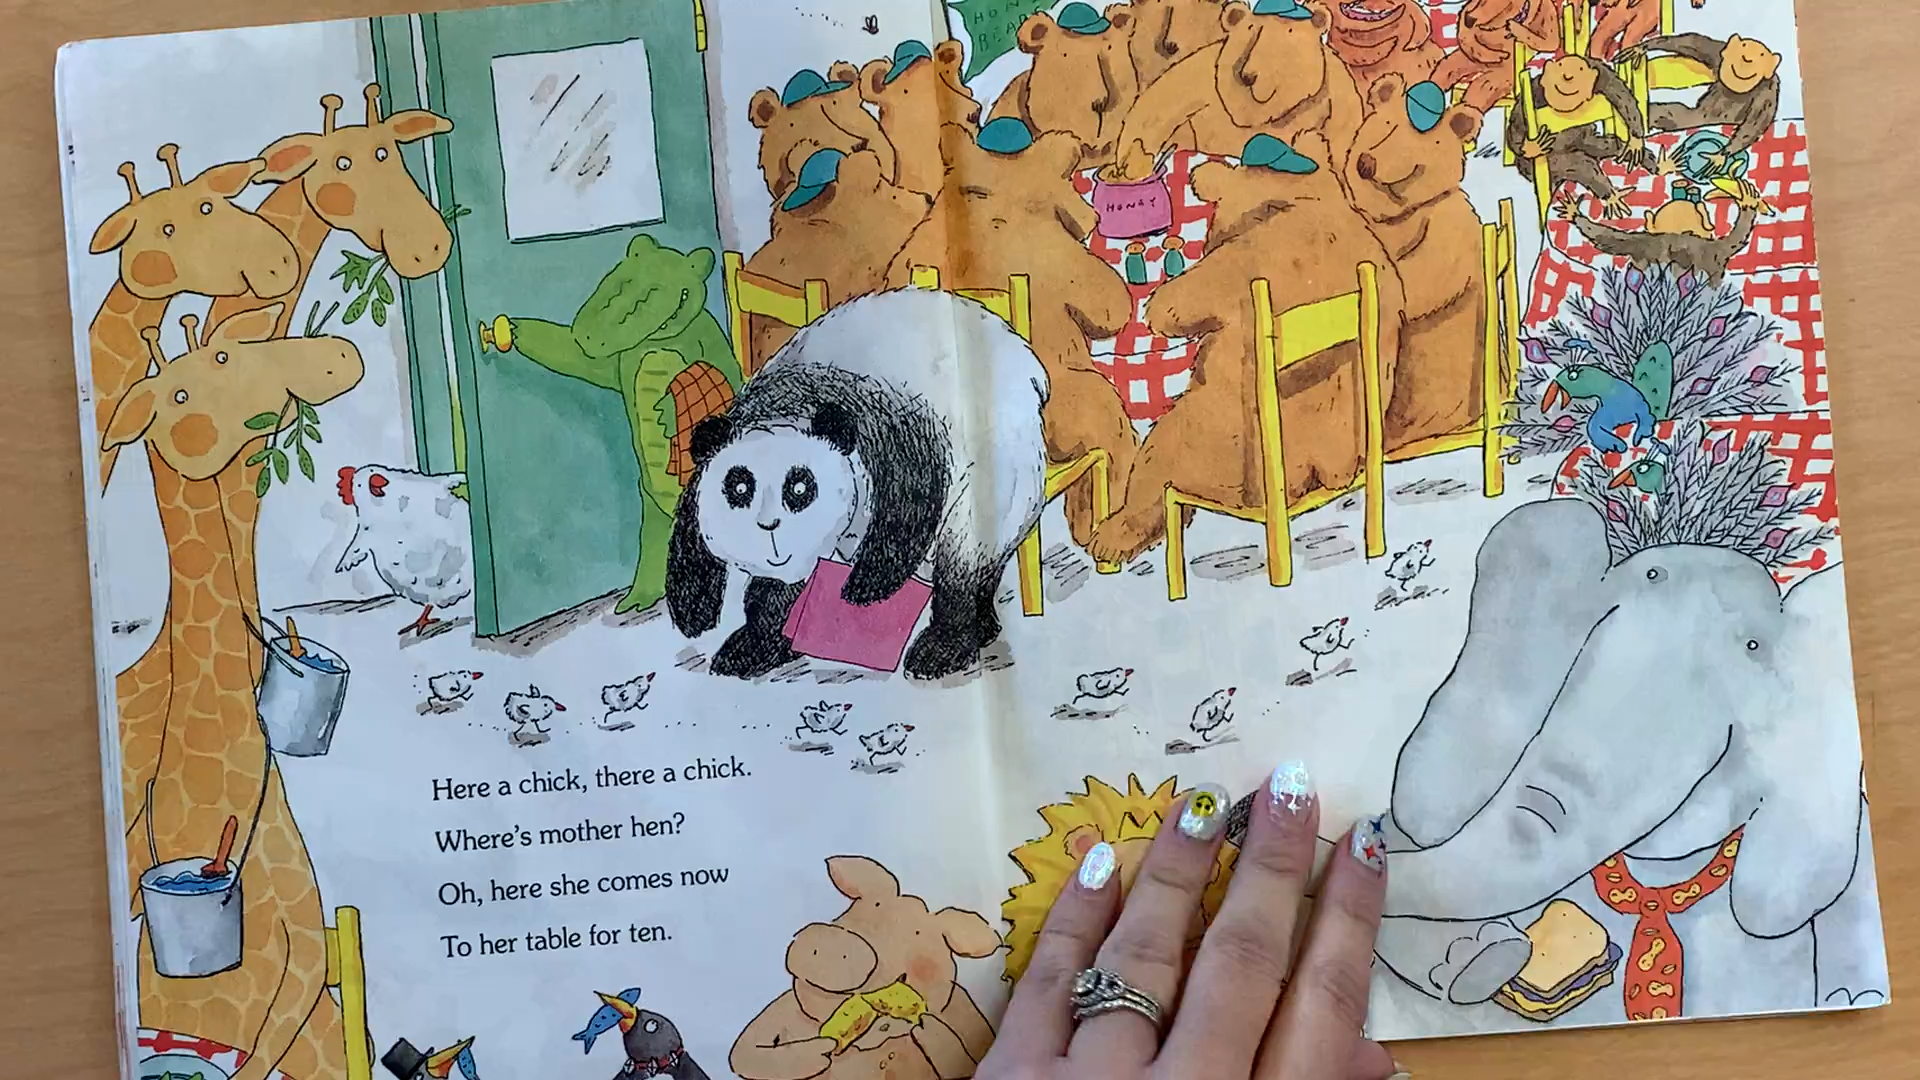 HONEY
Here a chick, there a chick.
Where's mother hen?
Oh, here she comes now
To her table for ten.